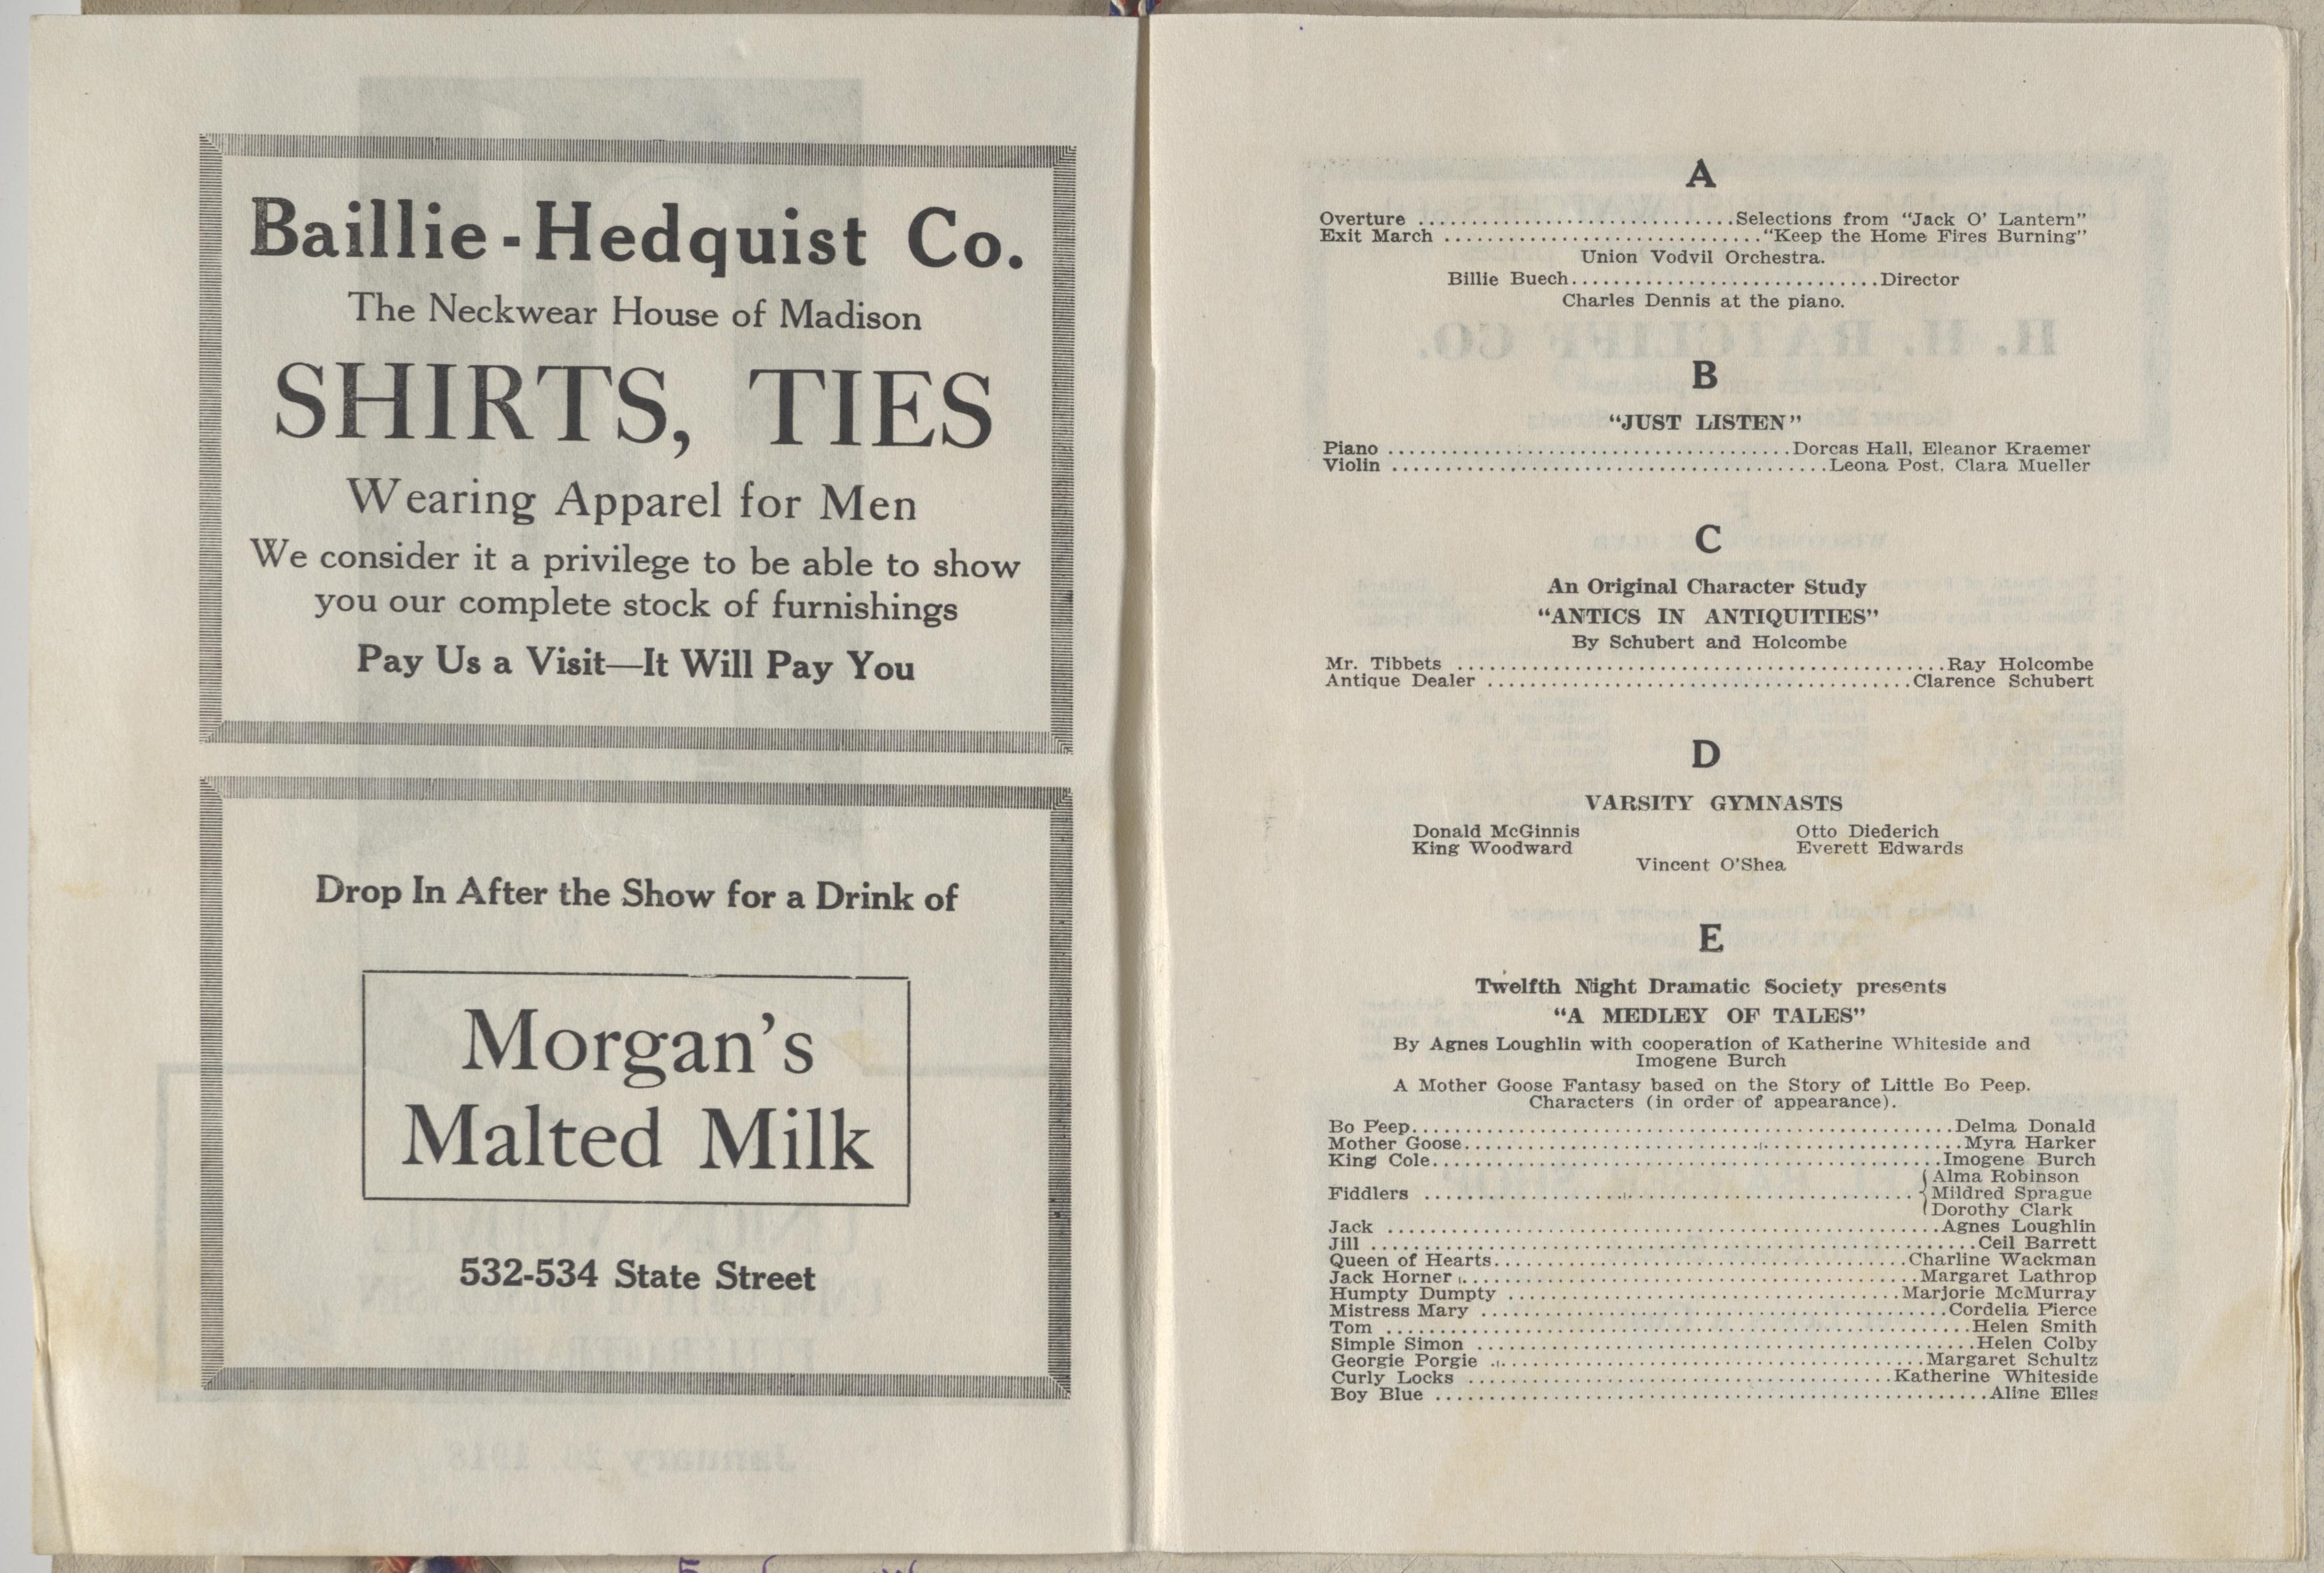 Baillie-Hedquist Co.
The Neckwear House of Madison
SHIRTS, TIES
Wearing Apparel for Men
We consider it a privilege to be able to show
you our complete stock of furnishings
Pay Us a Visit—It Will Pay You
Drop In After the Show for a Drink of
Morgan's
Malted Milk
532-534 State Street
A
Overture ..............................Selections from "Jack O' Lantern"
Exit March .............................."Keep the Home Fires Burning"
Union Vodvil Orchestra.
Billie Buech.............................Director
Charles Dennis at the piano.
B
"JUST LISTEN"
Piano ......................................Dorcas Hall, Eleanor Kraemer
Violin .........................................Leona Post, Clara Mueller
C
An Original Character Study
"ANTICS IN ANTIQUITIES"
By Schubert and Holcombe
Mr. Tibbets ..............................................Ray Holcombe
Antique Dealer ........................................Clarence Schubert
D
VARSITY GYMNASTS
Donald McGinnis Otto Diederich
King Woodward Everett Edwards
Vincent O'Shea
E
Twelfth Night Dramatic Society presents
"A MEDLEY OF TALES"
By Agnes Loughlin with cooperation of Katherine Whiteside and
Imogene Burch
A Mother Goose Fantasy based on the Story of Little Bo Peep.
Characters (in order of appearance).
Bo Peep...................................................Delma Donald
Mother Goose...............................................Myra Harker
King Cole................................................Imogene Burch
Alma Robinson
Fiddlers ..............................................Mildred Sprague
Dorothy Clark
Jack ....................................................Agnes Loughlin
Jill .........................................................Ceil Barrett
Queen of Hearts.......................................Charline Wackman
Jack Horner ...........................................Margaret Lathrop
Humpty Dumpty .....................................Marjorie McMurray
Mistress Mary ............................................Cordelia Pierce
Tom .......................................................Helen Smith
Simple Simon ...............................................Helen Colby
Georgie Porgie ........................................Margaret Schultz
Curly Locks ........................................Katherine Whiteside
Boy Blue ....................................................Aline Elles